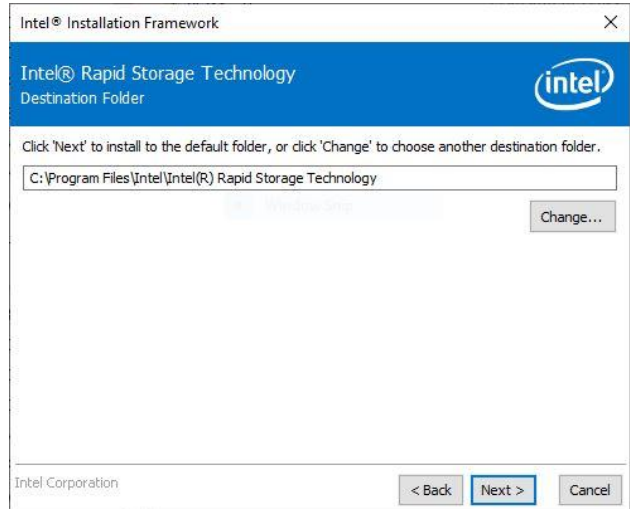 Intel® Installation Framework
Intel® Rapid Storage Technology
Destination Folder
intel
Click 'Next' to install to the default folder, or click 'Change' to choose another destination folder.
C:\Program Files\Intel\Intel(R) Rapid Storage Technology
Window Snip
Change...
Intel Corporation
< Back
Next >
Cancel